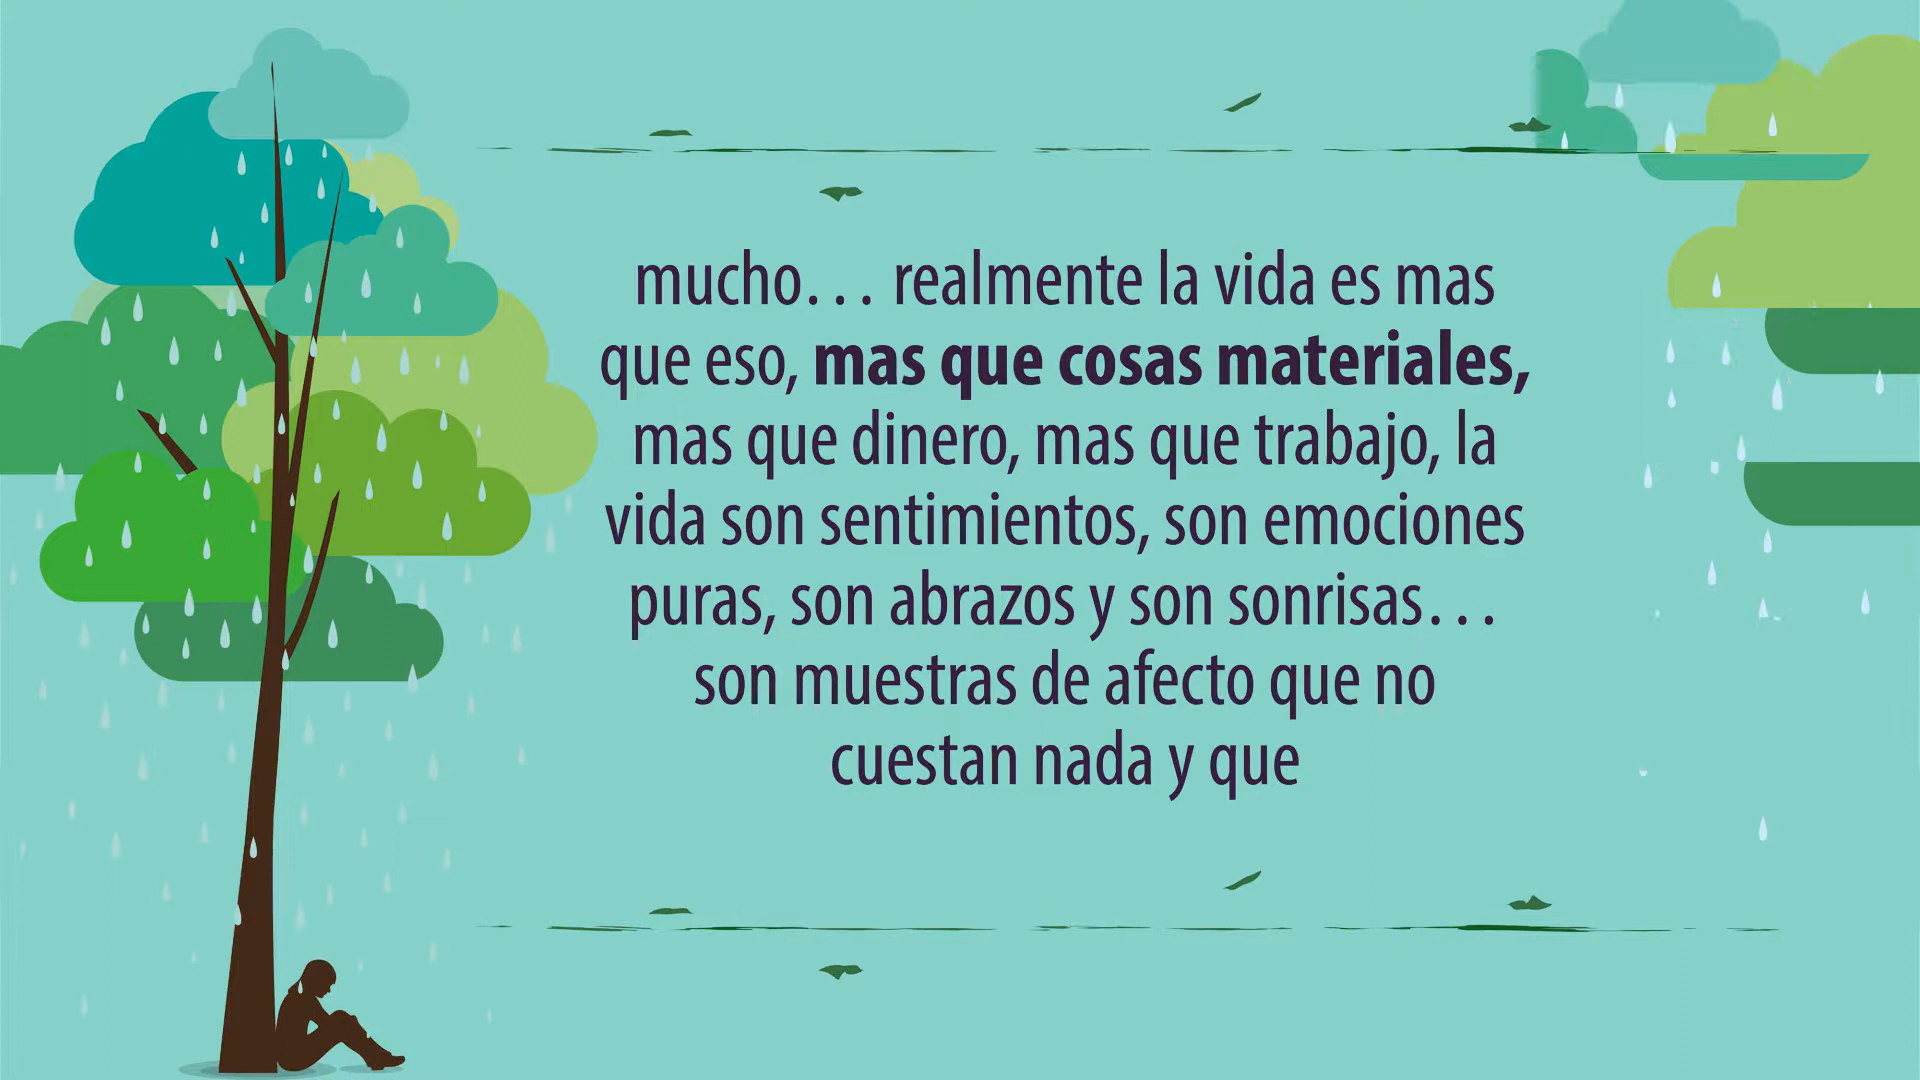 mucho… realmente la vida es mas
que eso, mas que cosas materiales,
mas que dinero, mas que trabajo, la
vida son sentimientos, son emociones
puras, son abrazos y son sonrisas…
son muestras de afecto que no
cuestan nada y que